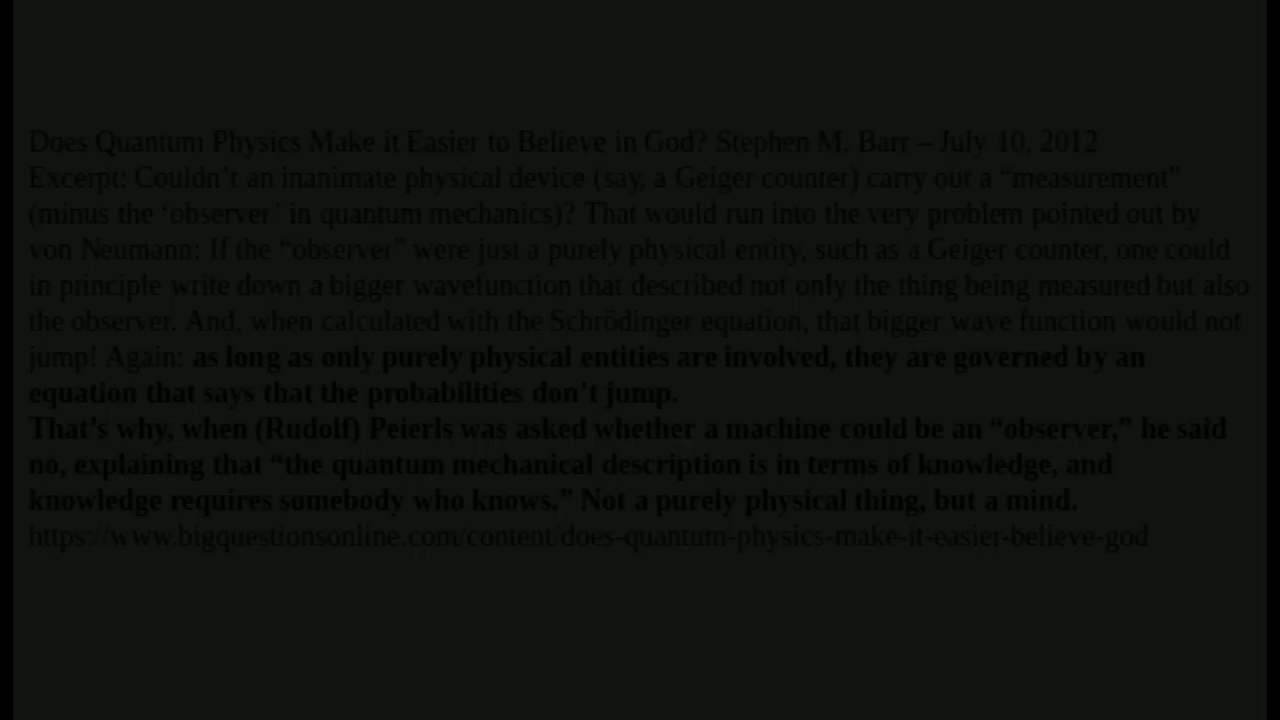 Does Quantum Physics Make it Easier to Believe in God? Stephen M. Barr – July 10, 2012
Excerpt: Couldn’t an inanimate physical device (say, a Geiger counter) carry out a “measurement”
(minus the ‘observer’ in quantum mechanics)? That would run into the very problem pointed out by
von Neumann: If the “observer” were just a purely physical entity, such as a Geiger counter, one could
in principle write down a bigger wavefunction that described not only the thing being measured but also
the observer. And, when calculated with the Schrödinger equation, that bigger wave function would not
jump! Again: as long as only purely physical entities are involved, they are governed by an
equation that says that the probabilities don’t jump.
That’s why, when (Rudolf) Peierls was asked whether a machine could be an “observer,” he said
no, explaining that “the quantum mechanical description is in terms of knowledge, and
knowledge requires somebody who knows.” Not a purely physical thing, but a mind.
https://www.bigquestionsonline.com/content/does-quantum-physics-make-it-easier-believe-god